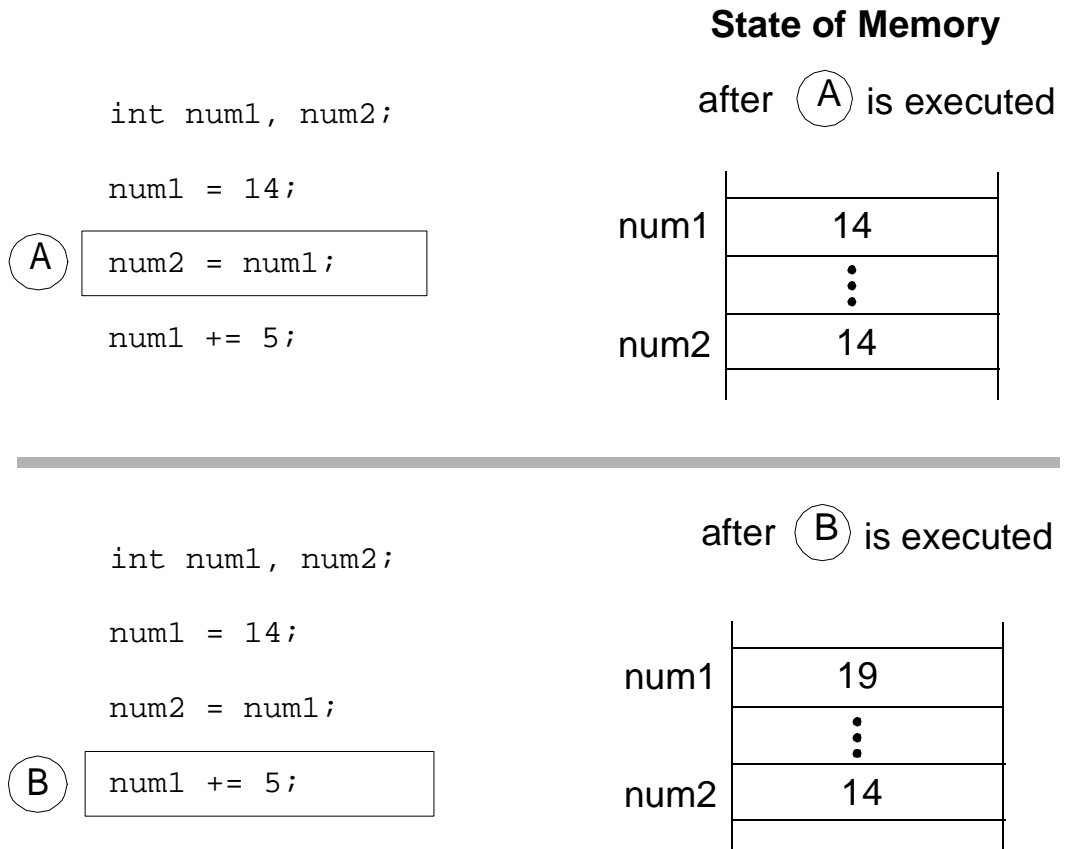 State of Memory
after A is executed
int num1, num2;
num1 = 14;
A num2 = num1;
num1 += 5;
num1 14
num2 14
after B is executed
int num1, num2;
num1 = 14;
num2 = num1;
B num1 += 5;
num1 19
num2 14